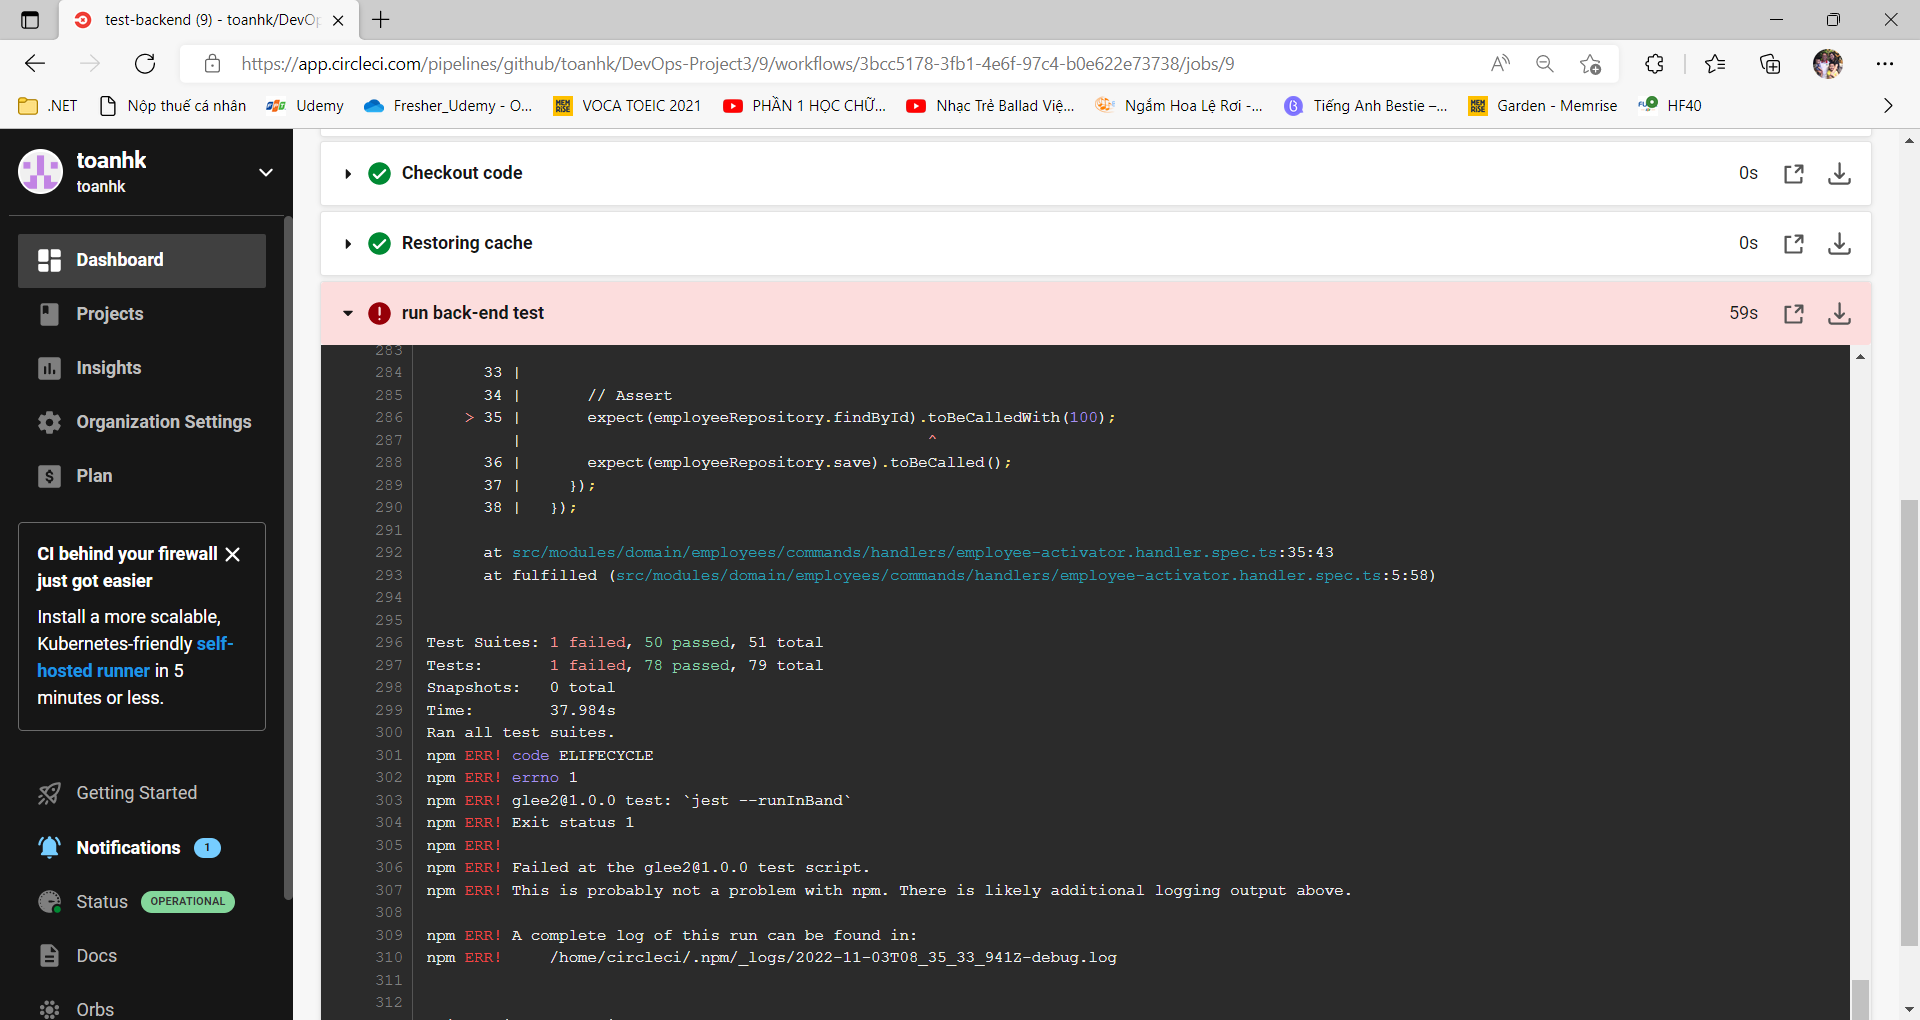 test-backend (9) - toanhk/DevOp
https://app.circleci.com/pipelines/github/toanhk/DevOps-Project3/9/workflows/3bcc5178-3fb1-4e6f-97c4-b0e622e73738/jobs/9
.NET
Nộp thuế cá nhân
Udemy
Fresher_Udemy - O...
VOCA TOEIC 2021
PHẦN 1 HỌC CHỮ...
Nhạc Trẻ Ballad Việ...
Ngắm Hoa Lệ Rơi -...
Tiếng Anh Bestie –...
Garden - Memrise
HF40
toanhk
toanhk
Dashboard
Projects
Insights
Organization Settings
Plan
CI behind your firewall
just got easier
Install a more scalable,
Kubernetes-friendly self-
hosted runner in 5
minutes or less.
Getting Started
Notifications 1
Status OPERATIONAL
Docs
Orbs
Checkout code 0s
Restoring cache 0s
run back-end test 59s
283
284 33 |
285 34 | // Assert
286 > 35 | expect(employeeRepository.findById).toBeCalledWith(100);
287 | ^
288 36 | expect(employeeRepository.save).toBeCalled();
289 37 | });
290 38 | });
291
292 at src/modules/domain/employees/commands/handlers/employee-activator.handler.spec.ts:35:43
293 at fulfilled (src/modules/domain/employees/commands/handlers/employee-activator.handler.spec.ts:5:58)
294
295
296 Test Suites: 1 failed, 50 passed, 51 total
297 Tests: 1 failed, 78 passed, 79 total
298 Snapshots: 0 total
299 Time: 37.984s
300 Ran all test suites.
301 npm ERR! code ELIFECYCLE
302 npm ERR! errno 1
303 npm ERR! glee2@1.0.0 test: `jest --runInBand`
304 npm ERR! Exit status 1
305 npm ERR!
306 npm ERR! Failed at the glee2@1.0.0 test script.
307 npm ERR! This is probably not a problem with npm. There is likely additional logging output above.
308
309 npm ERR! A complete log of this run can be found in:
310 npm ERR! /home/circleci/.npm/_logs/2022-11-03T08_35_33_941Z-debug.log
311
312